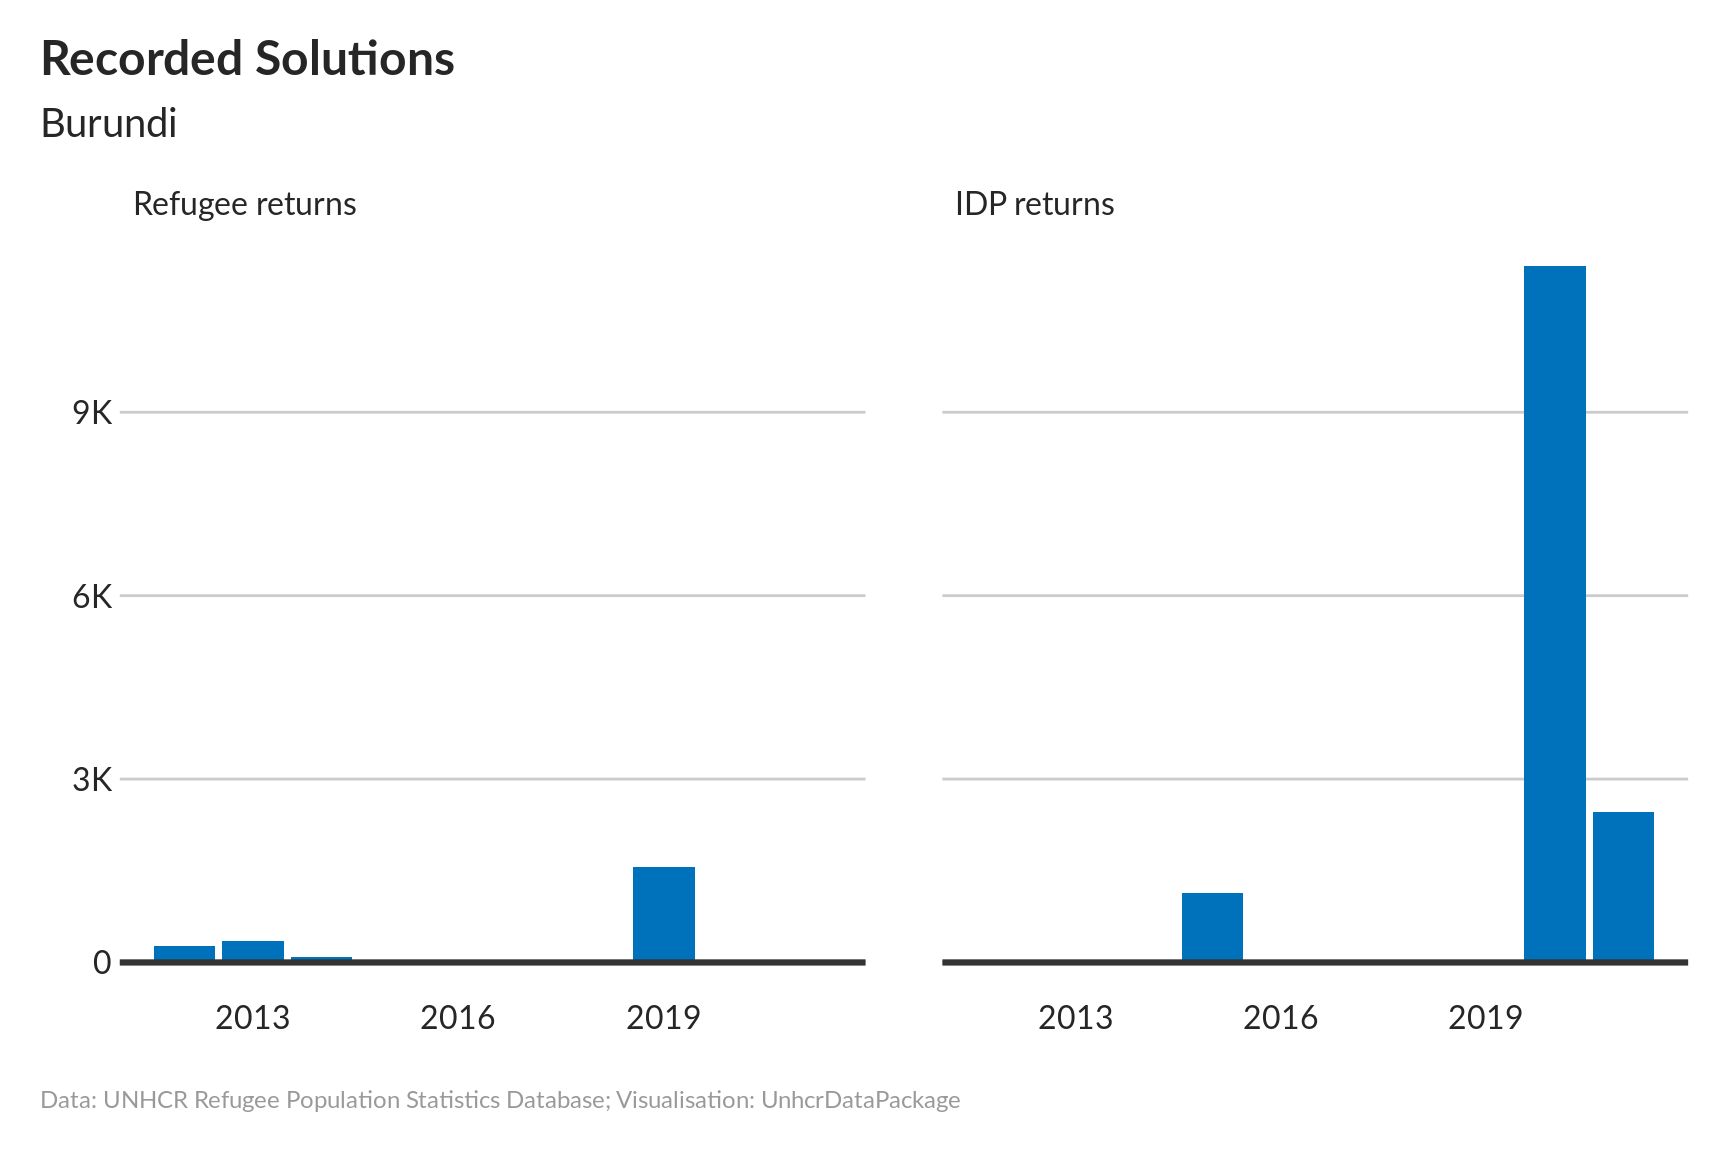 Recorded Solutions
Burundi
Refugee returns
IDP returns
9K
6K
3K
0
2013 2016 2019
2013 2016 2019
Data: UNHCR Refugee Population Statistics Database; Visualisation: UnhcrDataPackage